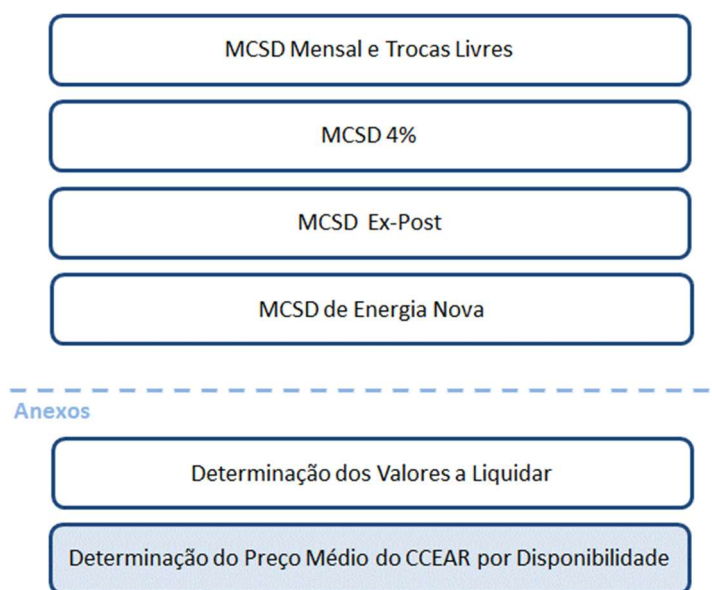 MCSD Mensal e Trocas Livres
MCSD 4%
MCSD Ex-Post
MCSD de Energia Nova
Anexos
Determinação dos Valores a Liquidar
Determinação do Preço Médio do CCEAR por Disponibilidade